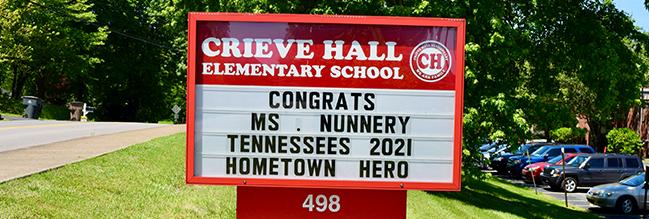 CRIEVE HALL
ELEMENTARY SCHOOL
CH
CONGRATS
MS . NUNNERY
TENNESSEES 2021
HOMETOWN HERO
498